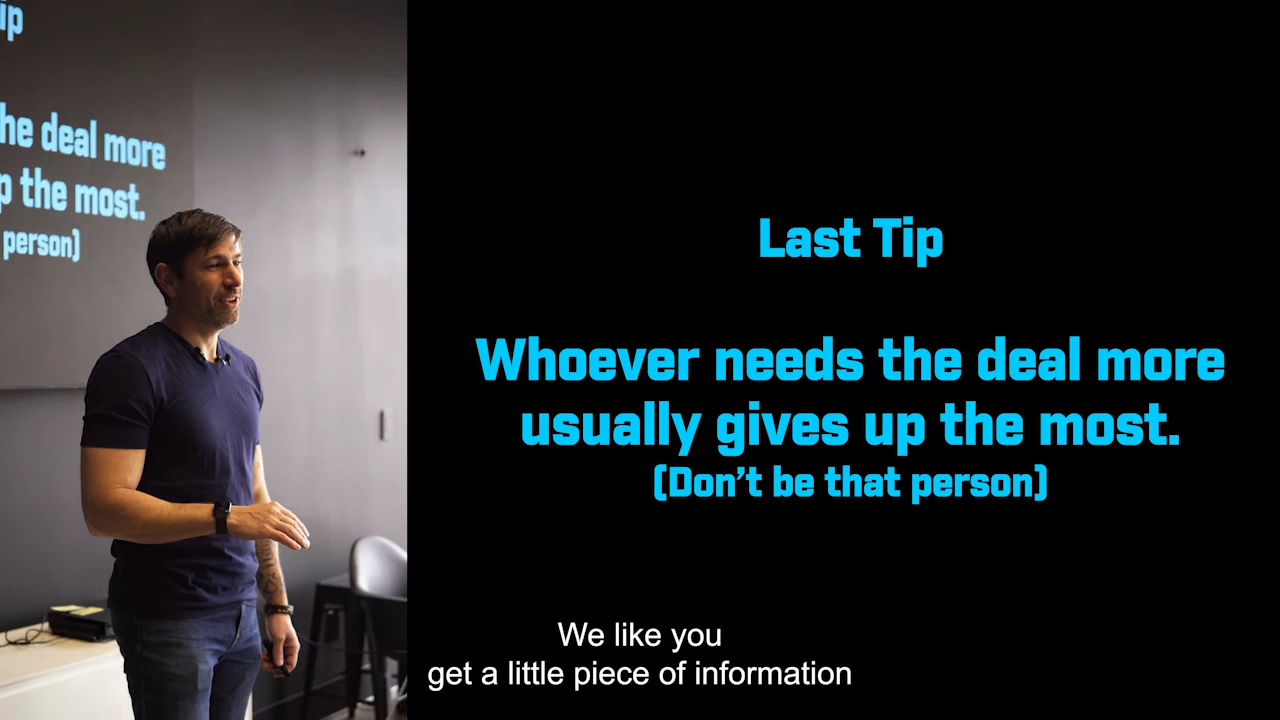 ip
he deal more
p the most.
person)
Last Tip
Whoever needs the deal more
usually gives up the most.
(Don't be that person)
We like you
get a little piece of information